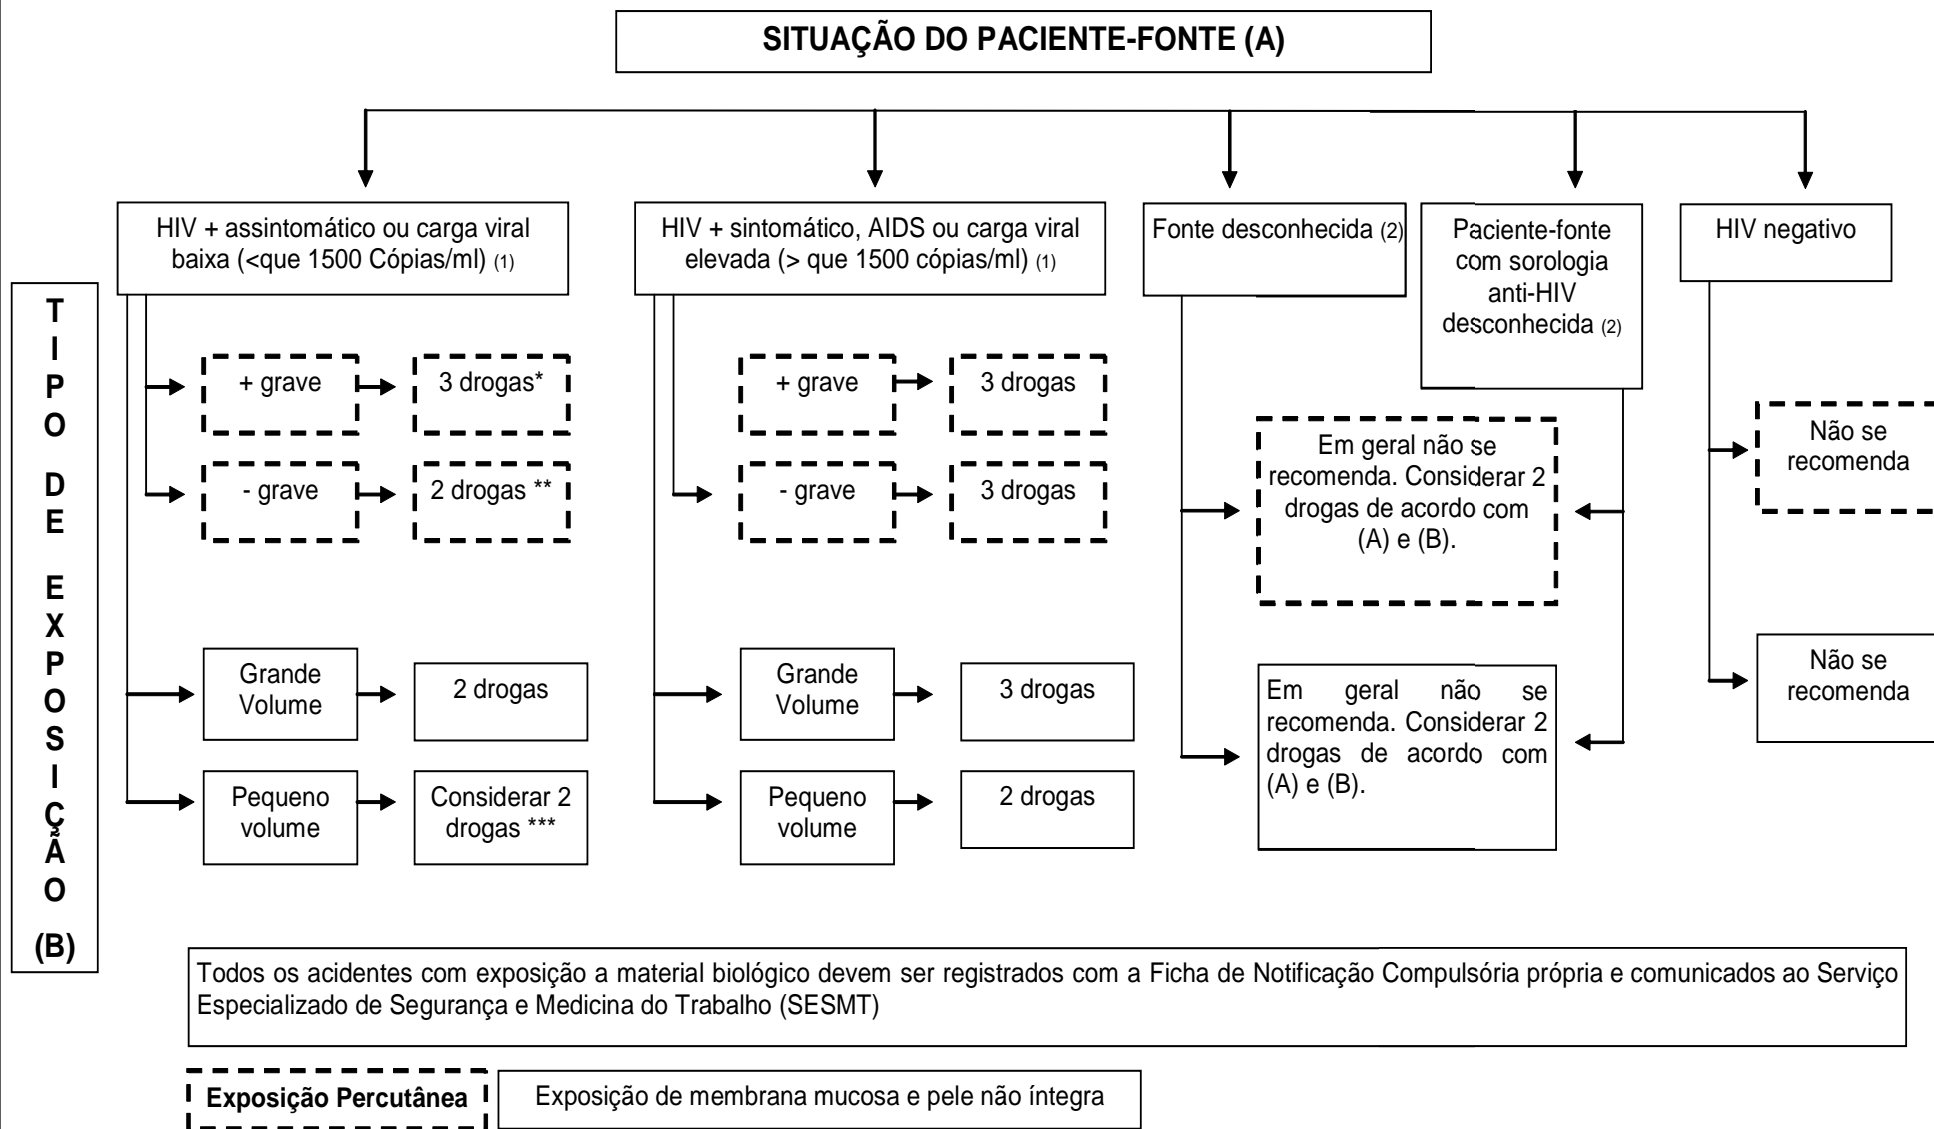 SITUAÇÃO DO PACIENTE-FONTE (A)
HIV + assintomático ou carga viral
baixa (<que 1500 Cópias/ml) (1)
HIV + sintomático, AIDS ou carga viral
elevada (> que 1500 cópias/ml) (1)
Fonte desconhecida (2)
Paciente-fonte
com sorologia
anti-HIV
desconhecida (2)
HIV negativo
TIPO DE EXPOSIÇÃO (B)
+ grave
3 drogas*
- grave
2 drogas **
Grande
Volume
2 drogas
Pequeno
volume
Considerar 2
drogas ***
+ grave
3 drogas
- grave
3 drogas
Grande
Volume
3 drogas
Pequeno
volume
2 drogas
Em geral não se
recomenda. Considerar 2
drogas de acordo com
(A) e (B).
Em geral não se
recomenda. Considerar 2
drogas de acordo com
(A) e (B).
Não se
recomenda
Não se
recomenda
Todos os acidentes com exposição a material biológico devem ser registrados com a Ficha de Notificação Compulsória própria e comunicados ao Serviço
Especializado de Segurança e Medicina do Trabalho (SESMT)
Exposição Percutânea
Exposição de membrana mucosa e pele não íntegra